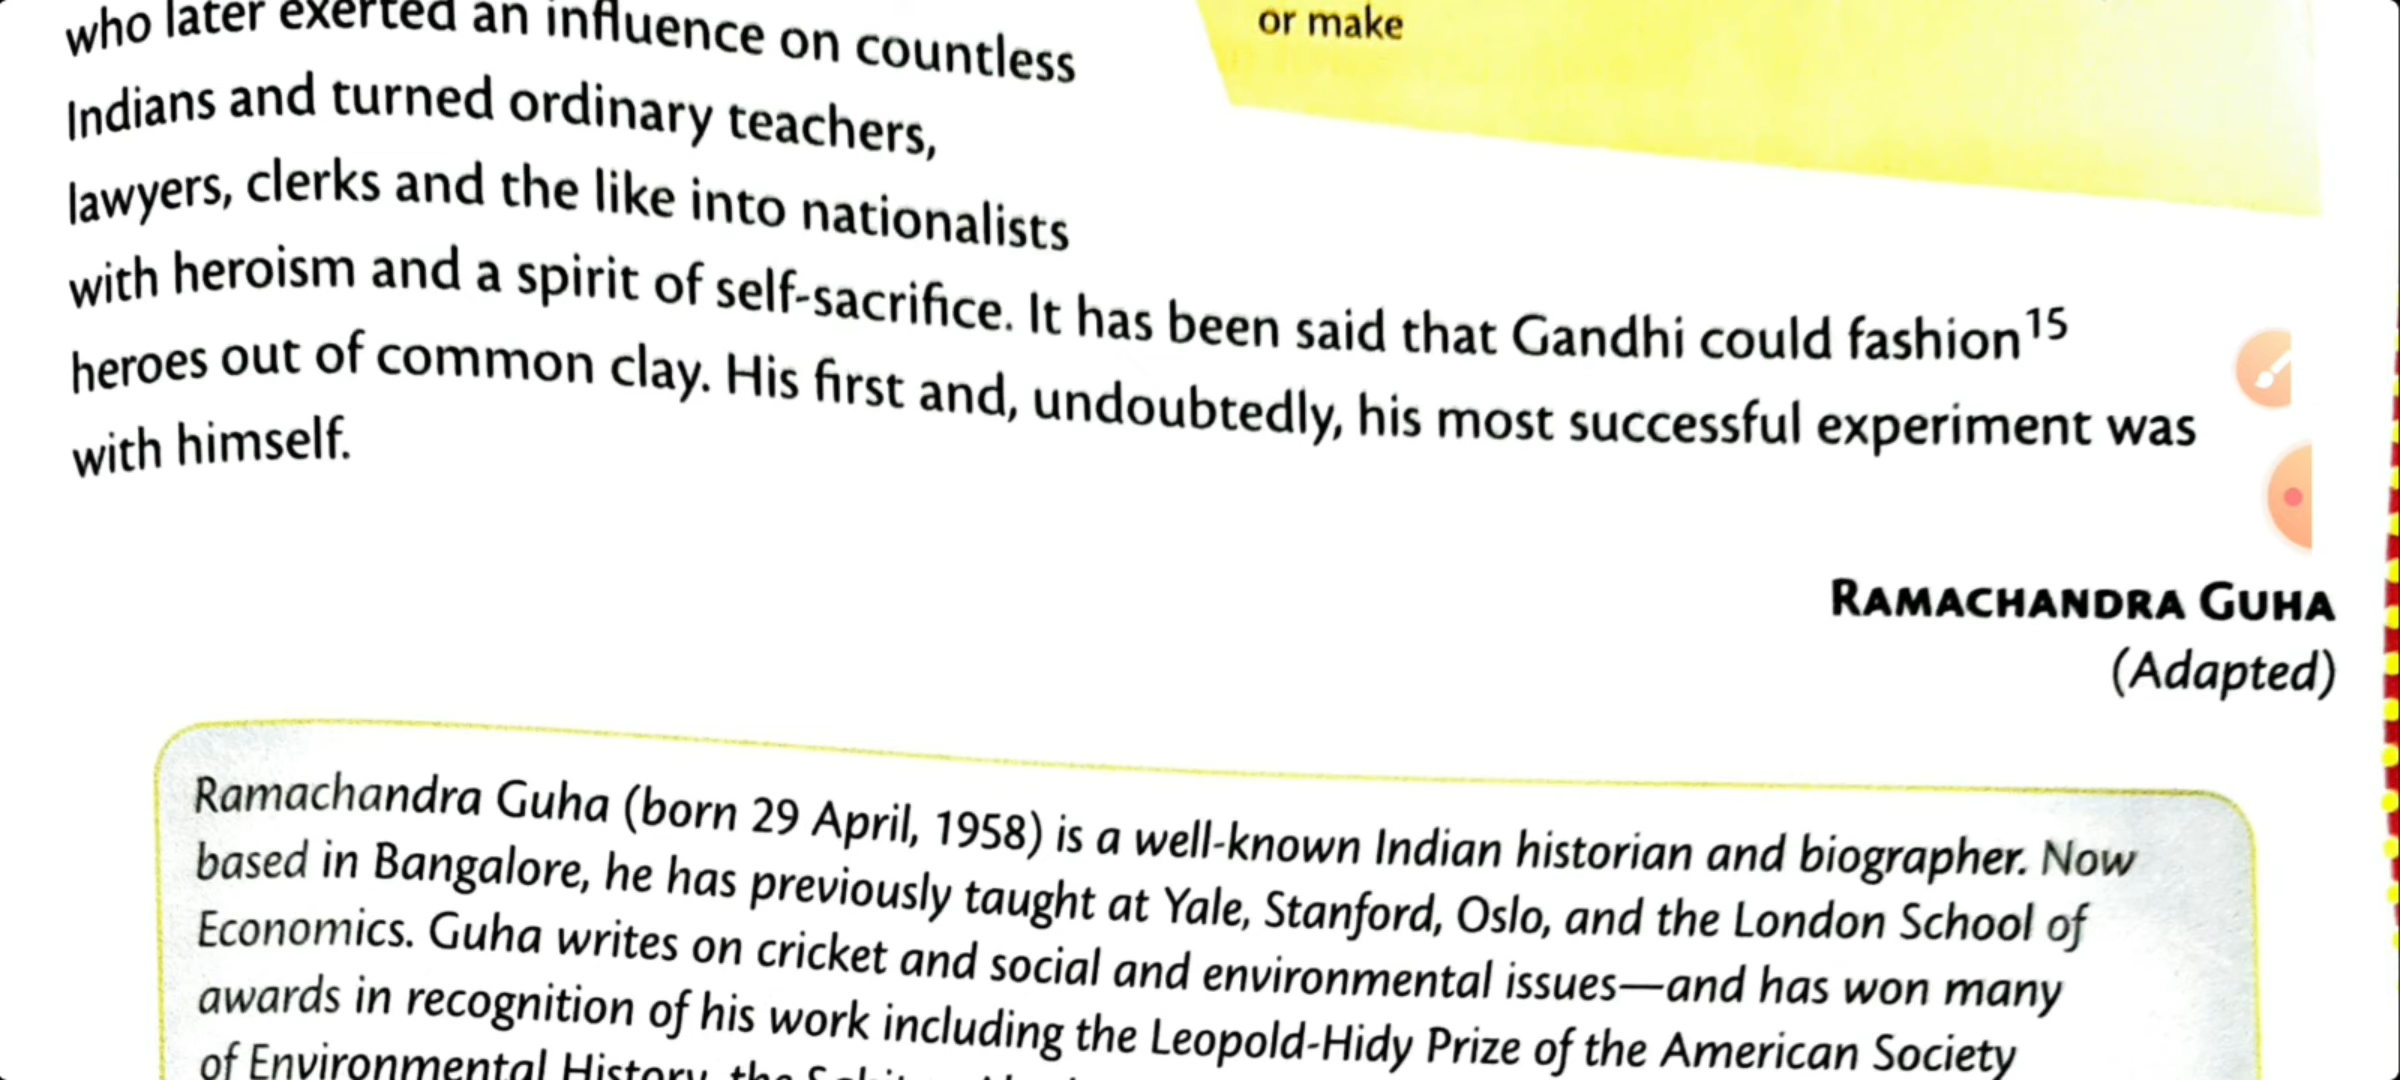 who later exerted an influence on countless
or make
Indians and turned ordinary teachers,
lawyers, clerks and the like into nationalists
with heroism and a spirit of self-sacrifice. It has been said that Gandhi could fashion15
heroes out of common clay. His first and, undoubtedly, his most successful experiment was
with himself.
RAMACHANDRA GUHA
(Adapted)
Ramachandra Guha (born 29 April, 1958) is a well-known Indian historian and biographer. Now
based in Bangalore, he has previously taught at Yale, Stanford, Oslo, and the London School of
Economics. Guha writes on cricket and social and environmental issues—and has won many
awards in recognition of his work including the Leopold-Hidy Prize of the American Society
of Environmental History, the